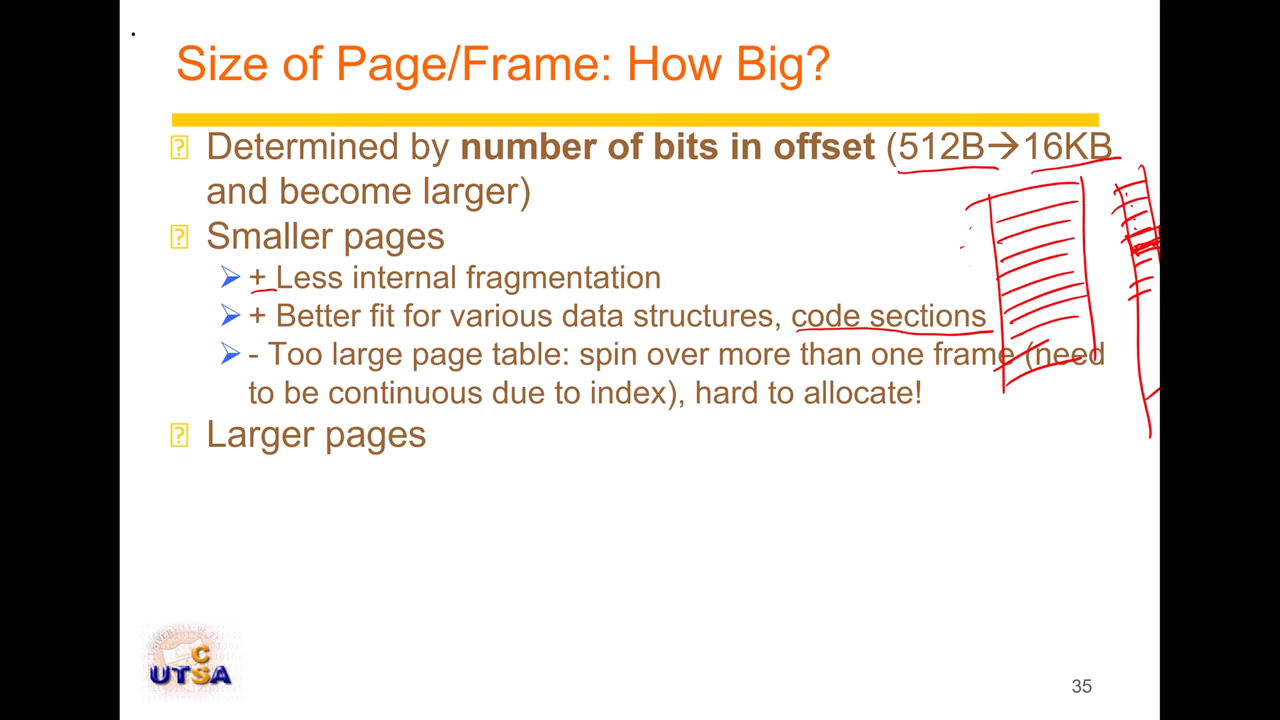 Size of Page/Frame: How Big?
Determined by number of bits in offset (512B→16KB
and become larger)
Smaller pages
+ Less internal fragmentation
+ Better fit for various data structures, code sections
- Too large page table: spin over more than one frame (need
to be continuous due to index), hard to allocate!
Larger pages
CS
UTSA
35